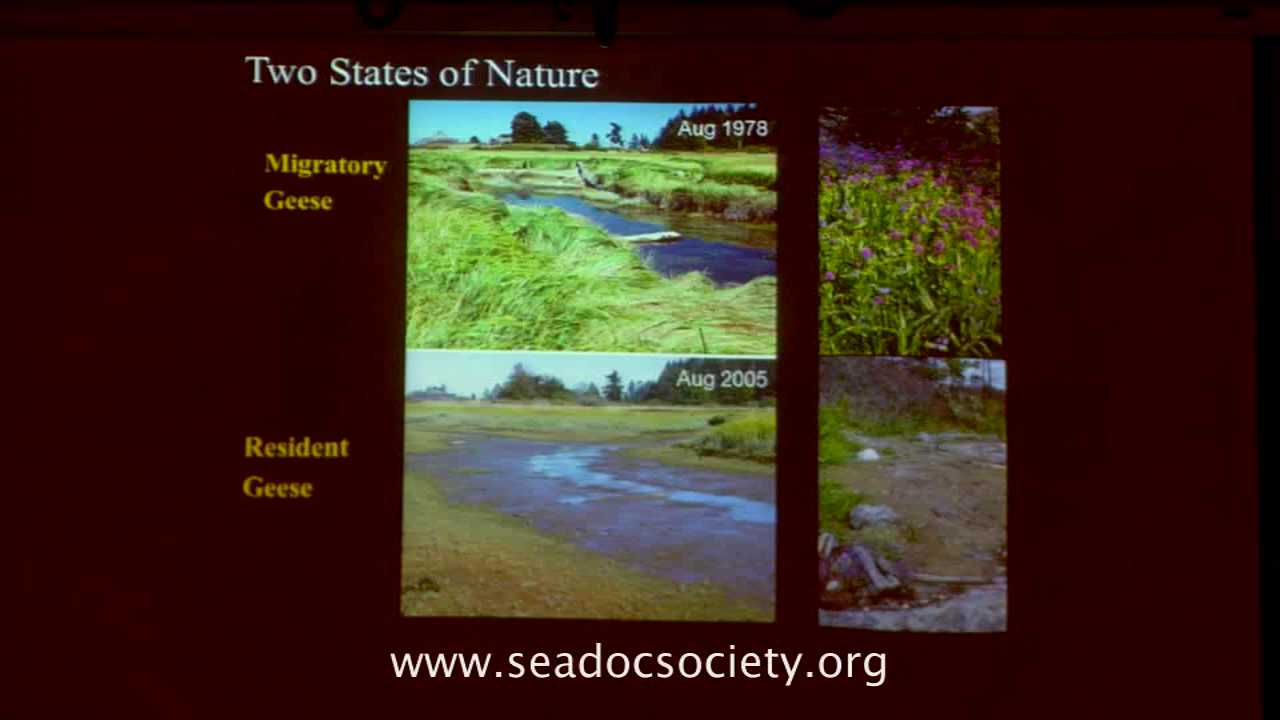 Two States of Nature
Aug 1978
Migratory
Geese
Aug 2005
Resident
Geese
www.seadocsociety.org